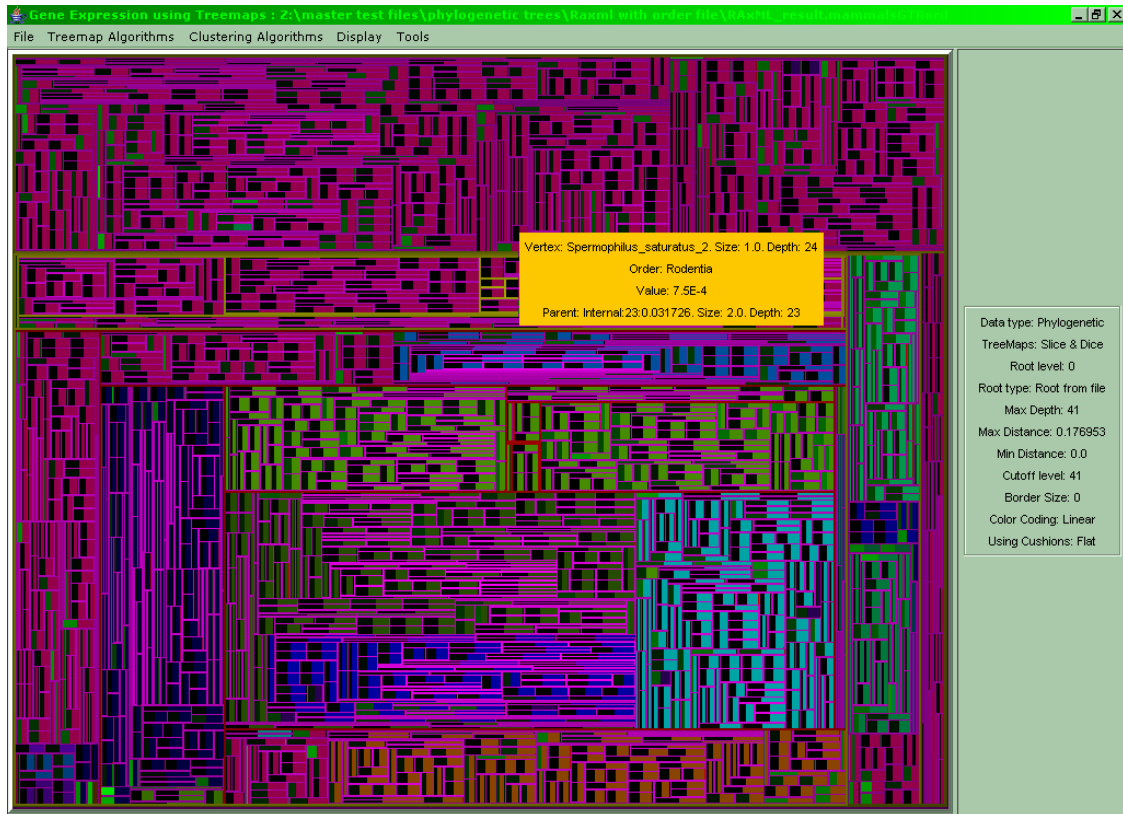 Gene Expression using Treemaps : Z:\master test files\phylogenetic trees\Raxml with order file\RAxML_result.mammalsGTRord
File Treemap Algorithms Clustering Algorithms Display Tools
Vertex: Spermophilus_saturatus_2. Size: 1.0. Depth: 24
Order: Rodentia
Value: 7.5E-4
Parent: Internal:23:0.031726. Size: 2.0. Depth: 23
Data type: Phylogenetic
TreeMaps: Slice & Dice
Root level: 0
Root type: Root from file
Max Depth: 41
Max Distance: 0.176953
Min Distance: 0.0
Cutoff level: 41
Border Size: 0
Color Coding: Linear
Using Cushions: Flat